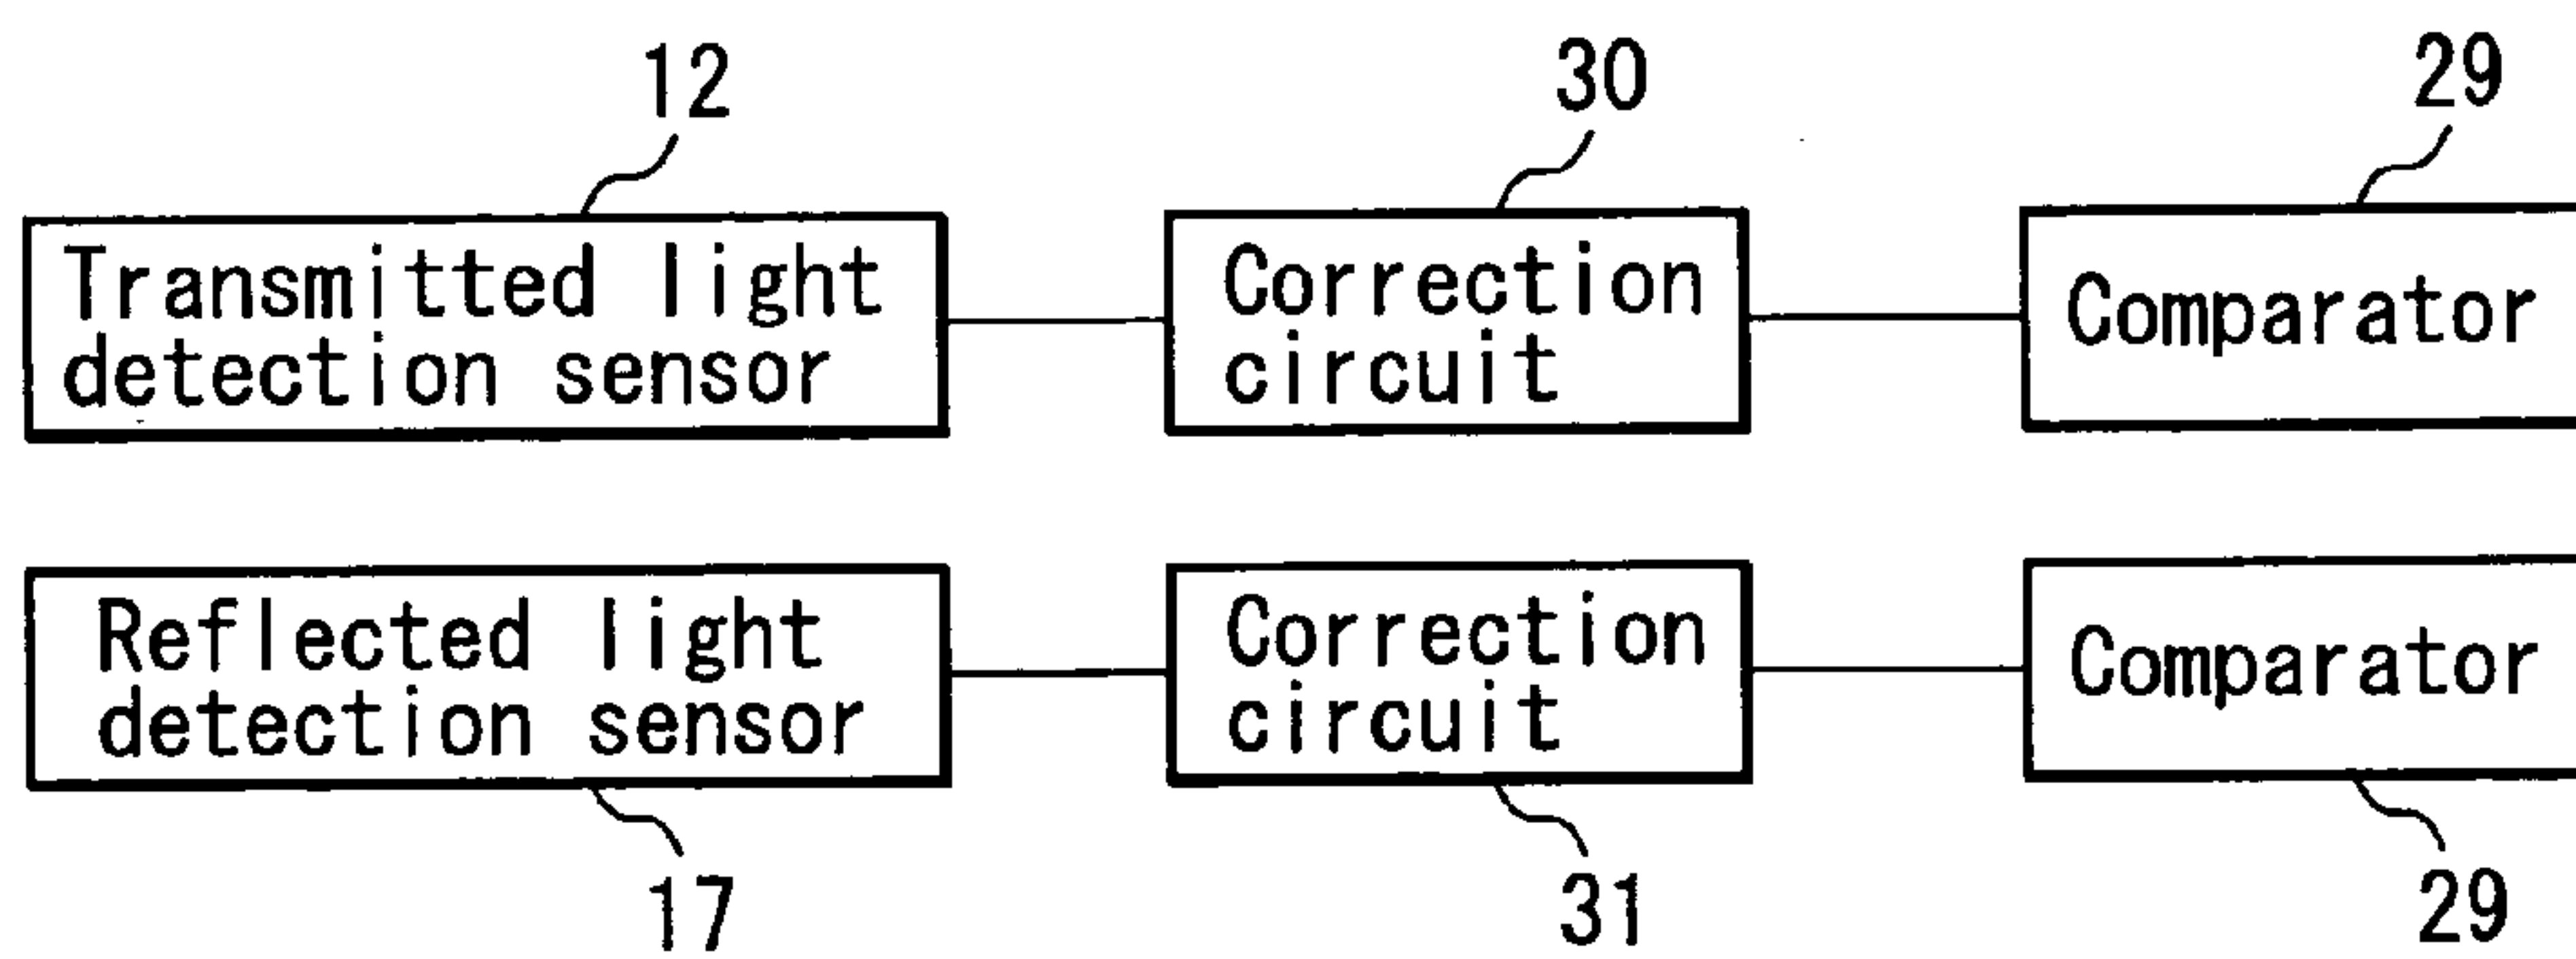 12
30
29
Transmitted light
detection sensor
Correction
circuit
Comparator
Reflected light
detection sensor
Correction
circuit
Comparator
17
31
29